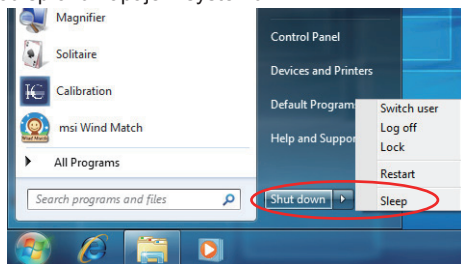 Magnifier
Solitaire
Calibration
msi Wind Match
All Programs
Search programs and files
Control Panel
Devices and Printers
Default Program
Help and Suppor
Shut down
Switch user
Log off
Lock
Restart
Sleep